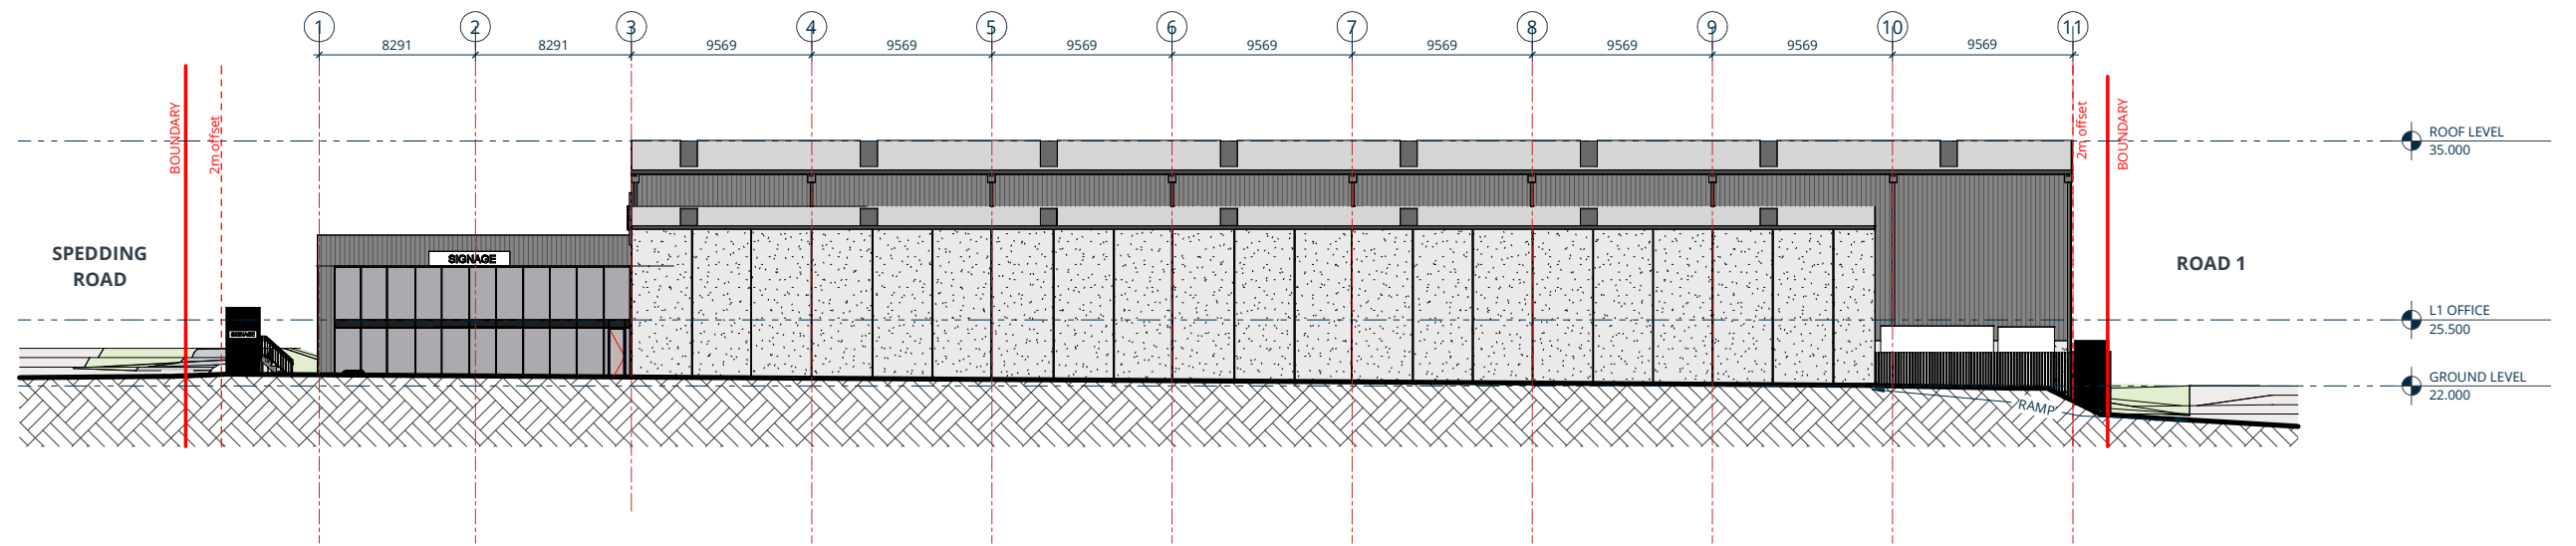 1 2 3 4 5 6 7 8 9 10 11
8291 8291 9569 9569 9569 9569 9569 9569 9569 9569
BOUNDARY
2m offset
2m offset
BOUNDARY
ROOF LEVEL
35.000
SPEDDING
ROAD
SIGNAGE
ROAD 1
L1 OFFICE
25.500
SIGNAGE
GROUND LEVEL
22.000
RAMP